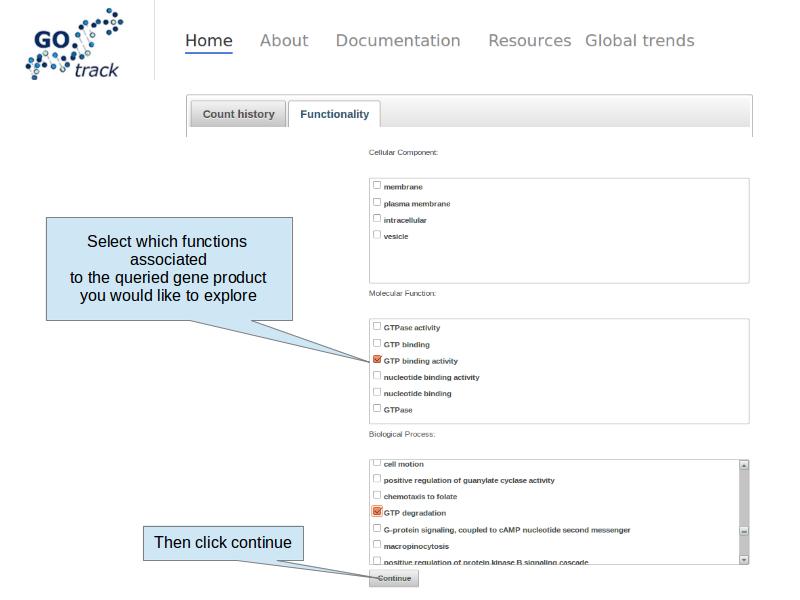 GO
track
Home About Documentation Resources Global trends
Count history Functionality
Cellular Component:
membrane
plasma membrane
intracellular
vesicle
Select which functions
associated
to the queried gene product
you would like to explore
Molecular Function:
GTPase activity
GTP binding
GTP binding activity
nucleotide binding activity
nucleotide binding
GTPase
Biological Process:
cell motion
positive regulation of guanylate cyclase activity
chemotaxis to folate
GTP degradation
G-protein signaling, coupled to cAMP nucleotide second messenger
macropinocytosis
positive regulation of protein kinase B signaling cascade
Then click continue
Continue